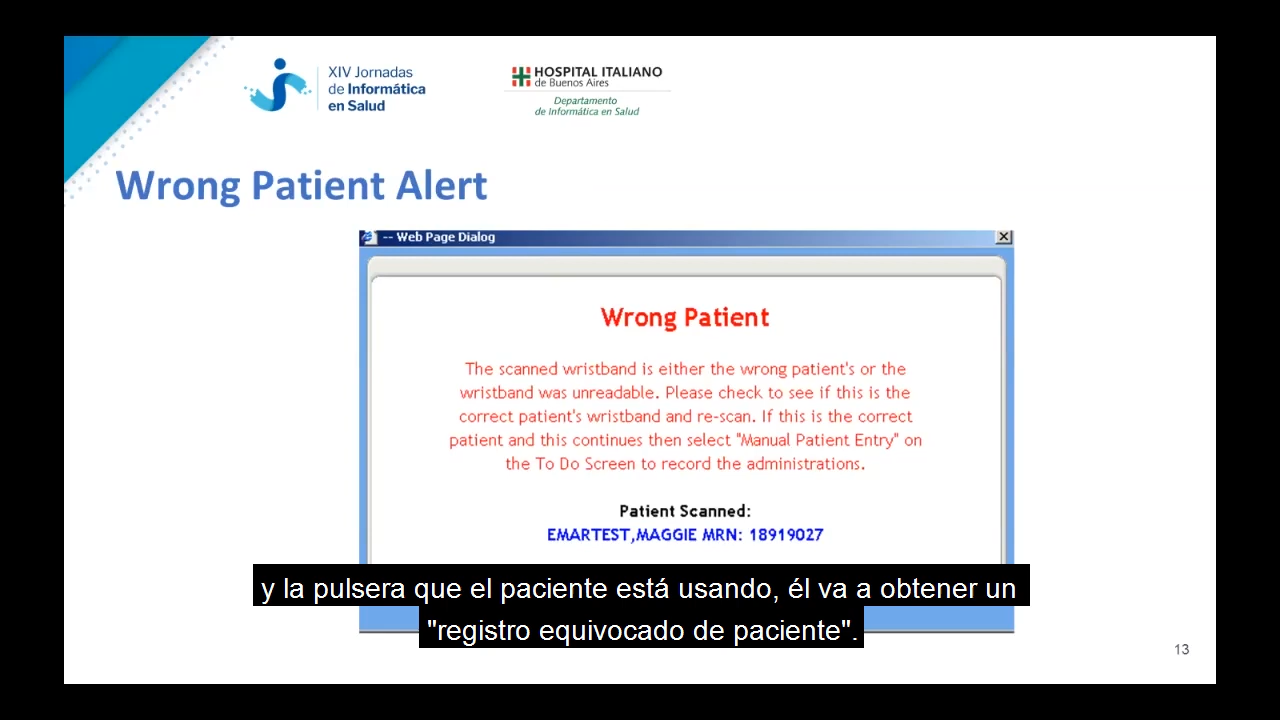 XIV Jornadas
de Informática
en Salud
HOSPITAL ITALIANO
de Buenos Aires
Departamento
de Informática en Salud
Wrong Patient Alert
-- Web Page Dialog
Wrong Patient
The scanned wristband is either the wrong patient's or the
wristband was unreadable. Please check to see if this is the
correct patient's wristband and re-scan. If this is the correct
patient and this continues then select "Manual Patient Entry" on
the To Do Screen to record the administrations.
Patient Scanned:
EMARTEST,MAGGIE MRN: 18919027
y la pulsera que el paciente está usando, él va a obtener un
"registro equivocado de paciente".
13